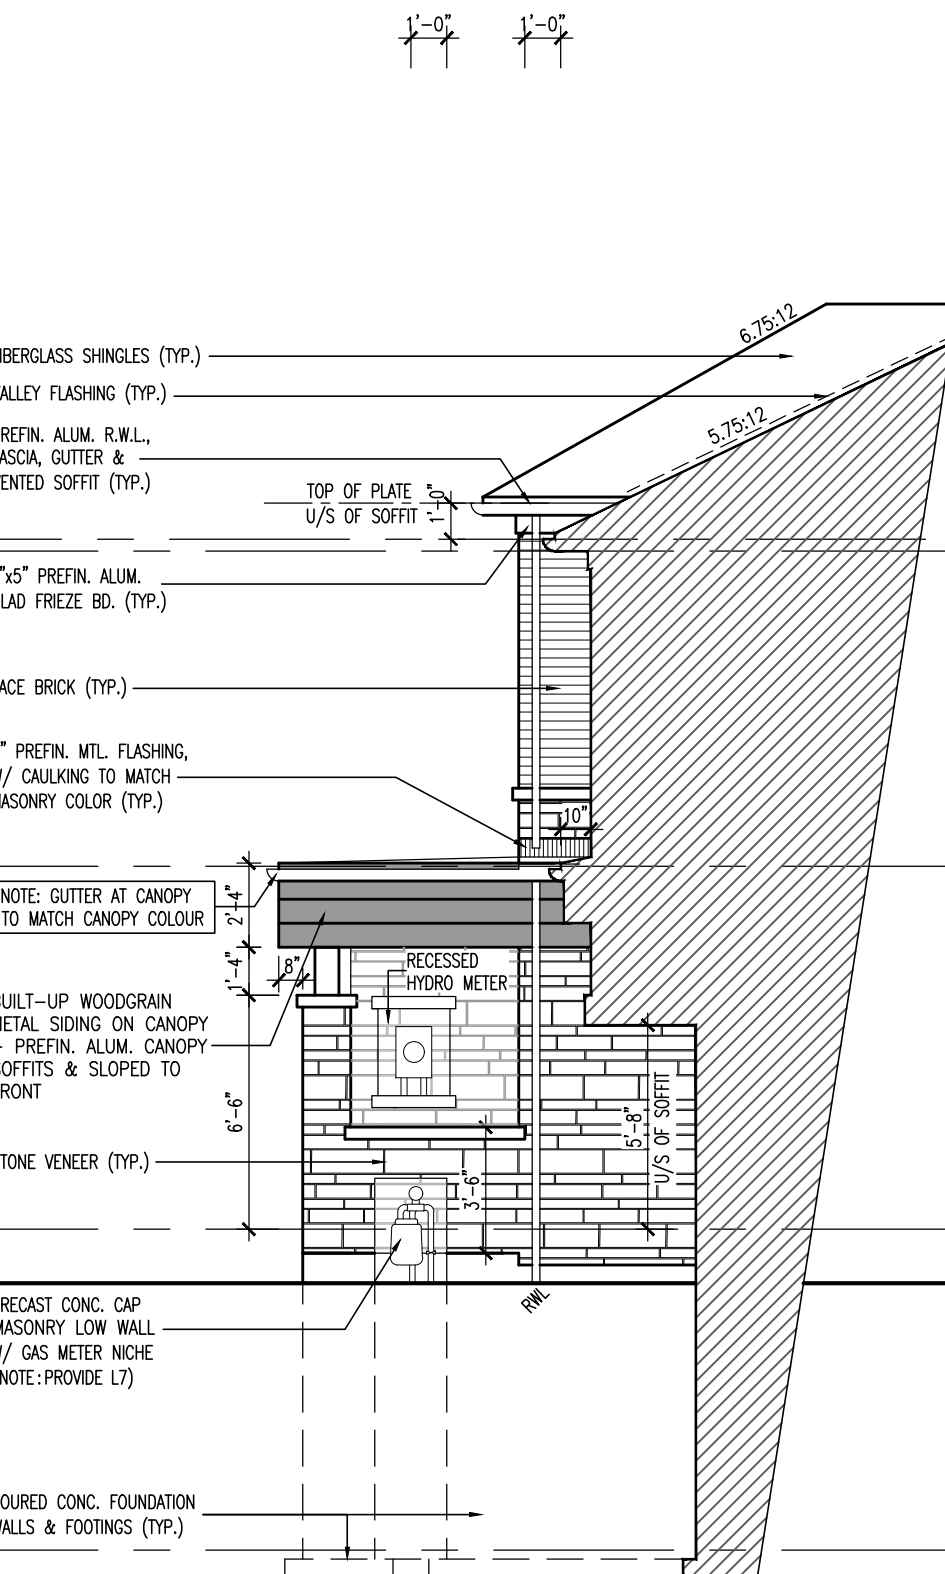 1'-0"
1'-0"
6.75:12
IBERGLASS SHINGLES (TYP.)
ALLEY FLASHING (TYP.)
5.75:12
REFIN. ALUM. R.W.L.,
ASCIA, GUTTER &
ENTED SOFFIT (TYP.)
TOP OF PLATE
U/S OF SOFFIT
1'-0"
"x5" PREFIN. ALUM.
LAD FRIEZE BD. (TYP.)
ACE BRICK (TYP.)
" PREFIN. MTL. FLASHING,
/ CAULKING TO MATCH
ASONRY COLOR (TYP.)
10"
NOTE: GUTTER AT CANOPY
TO MATCH CANOPY COLOUR
2'-4"
1'-4"
8"
RECESSED
HYDRO METER
UILT-UP WOODGRAIN
ETAL SIDING ON CANOPY
- PREFIN. ALUM. CANOPY
OFFITS & SLOPED TO
RONT
6'-6"
5'-8"
U/S OF SOFFIT
TONE VENEER (TYP.)
3'-6"
RWL
RECAST CONC. CAP
MASONRY LOW WALL
/ GAS METER NICHE
NOTE:PROVIDE L7)
OURED CONC. FOUNDATION
ALLS & FOOTINGS (TYP.)